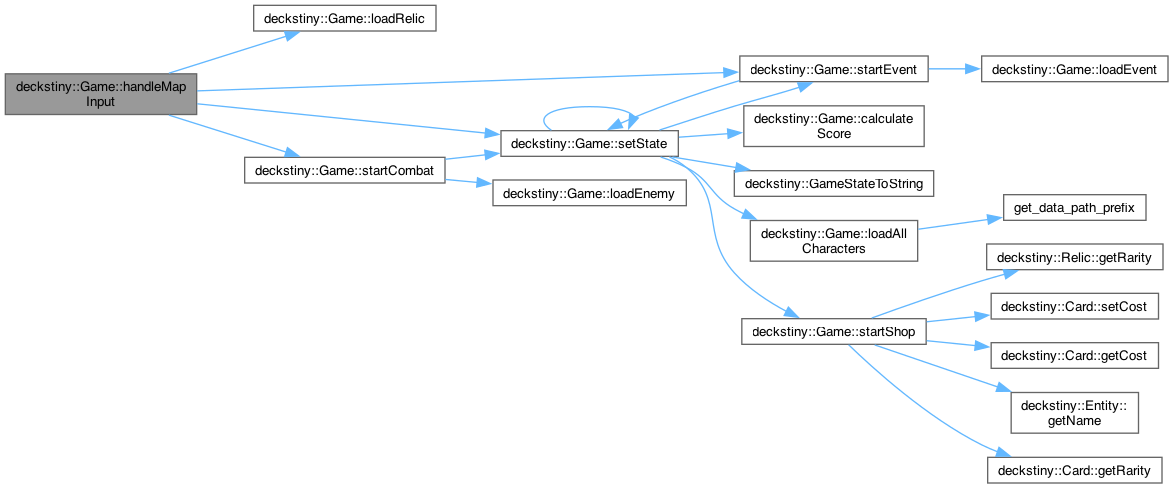 deckstiny::Game::loadRelic
deckstiny::Game::handleMap
Input
deckstiny::Game::startEvent
deckstiny::Game::loadEvent
deckstiny::Game::calculate
Score
deckstiny::Game::setState
deckstiny::Game::startCombat
deckstiny::GameStateToString
deckstiny::Game::loadEnemy
get_data_path_prefix
deckstiny::Game::loadAll
Characters
deckstiny::Relic::getRarity
deckstiny::Card::setCost
deckstiny::Game::startShop
deckstiny::Card::getCost
deckstiny::Entity::
getName
deckstiny::Card::getRarity